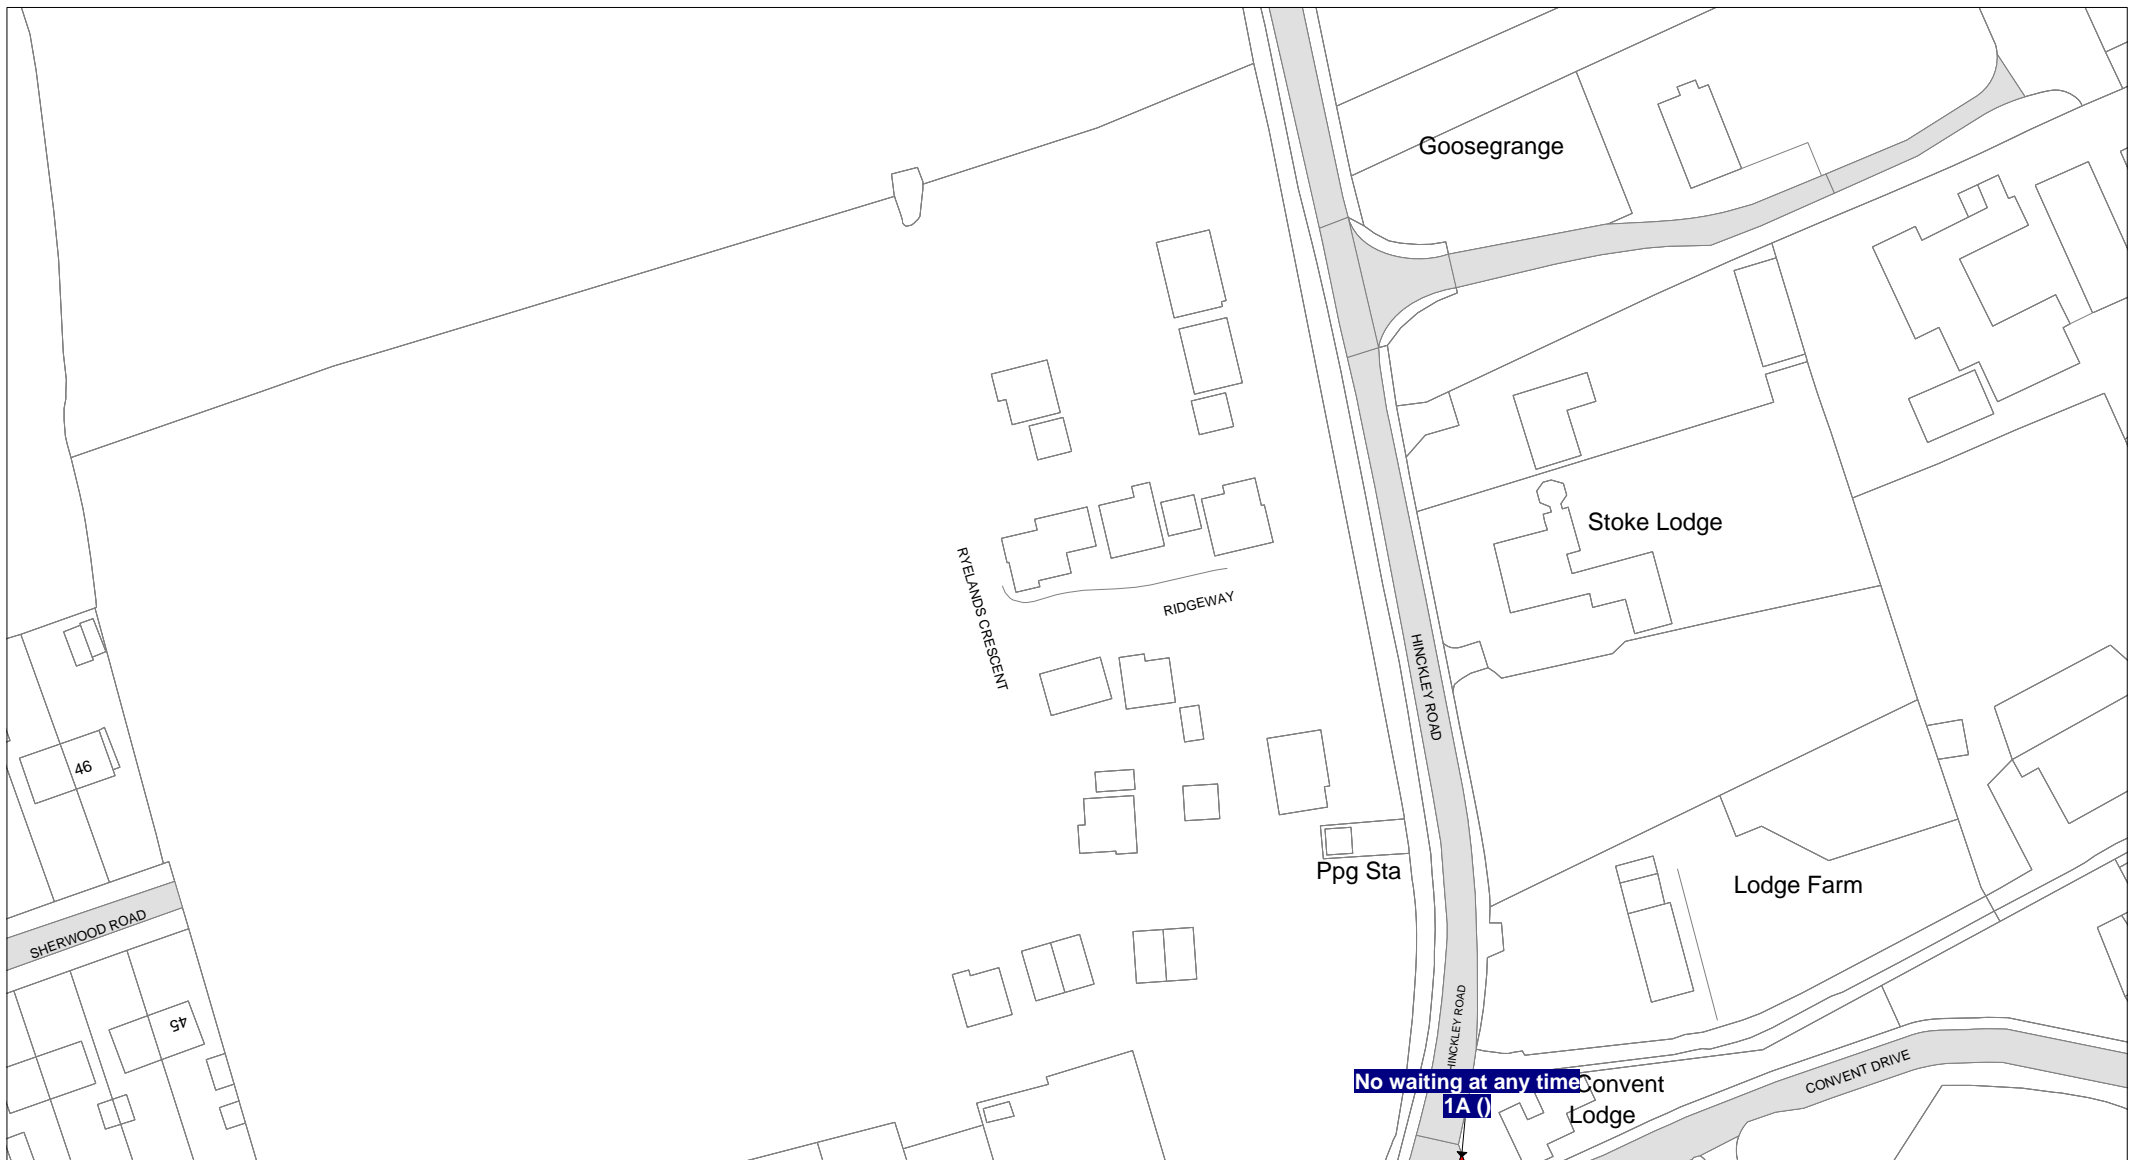 Goosegrange
Stoke Lodge
RYELANDS CRESCENT
RIDGEWAY
HINCKLEY ROAD
46
Ppg Sta
Lodge Farm
SHERWOOD ROAD
45
HINCKLEY ROAD
No waiting at any time
1A ()
Convent
Lodge
CONVENT DRIVE